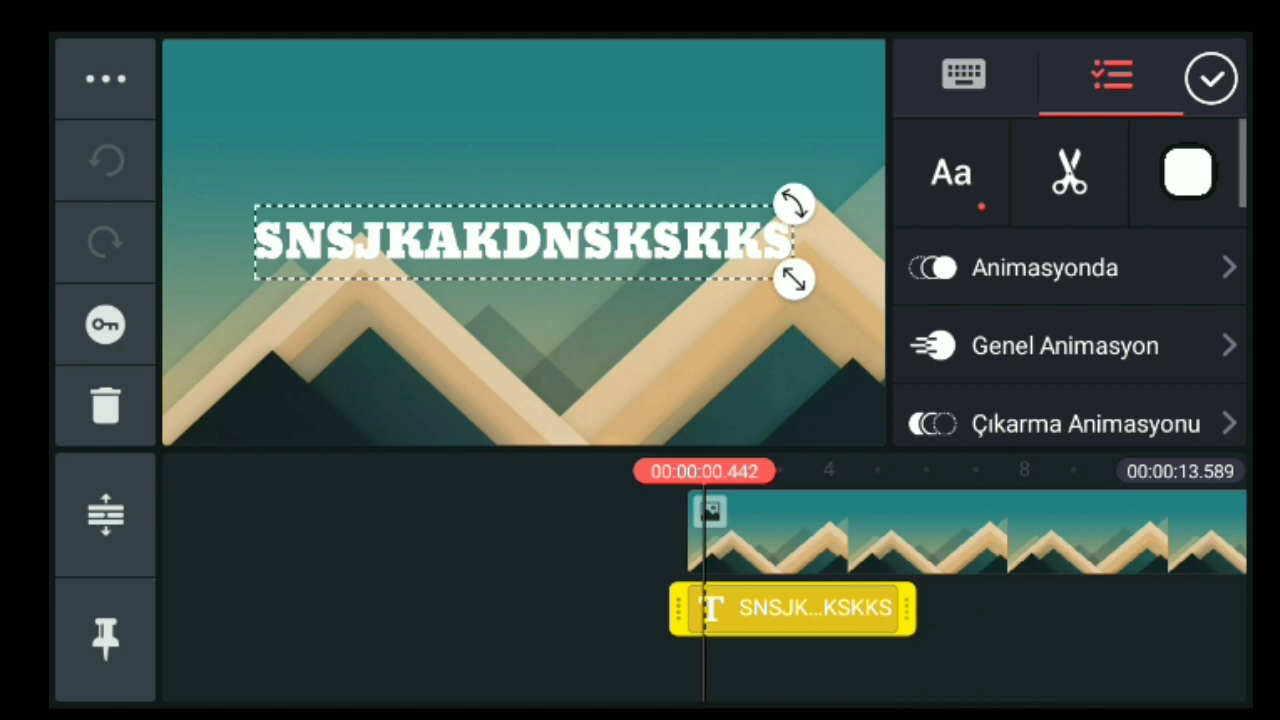 SNSJKAKDNSKSKKS
Aa
Animasyonda
Genel Animasyon
Çıkarma Animasyonu
00:00:00.442
4
8
00:00:13.589
T SNSJK...KSKKS